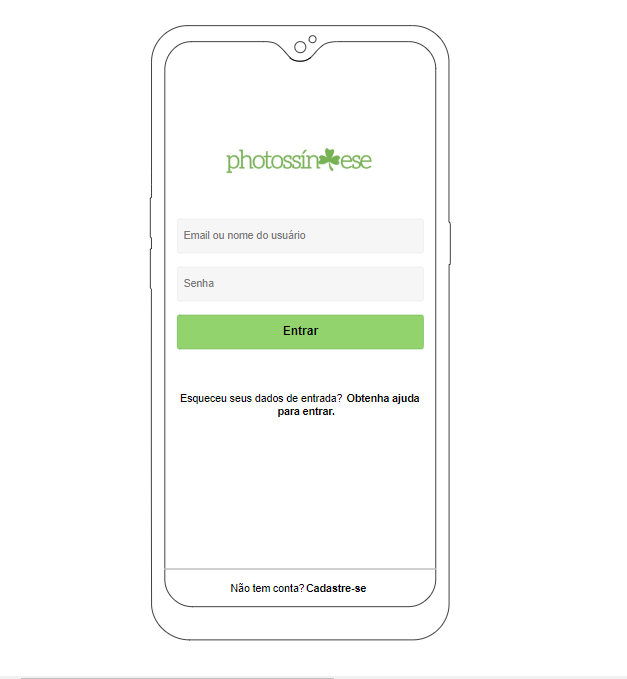 photossín ese
Email ou nome do usuário
Senha
Entrar
Esqueceu seus dados de entrada? Obtenha ajuda
para entrar.
Não tem conta? Cadastre-se